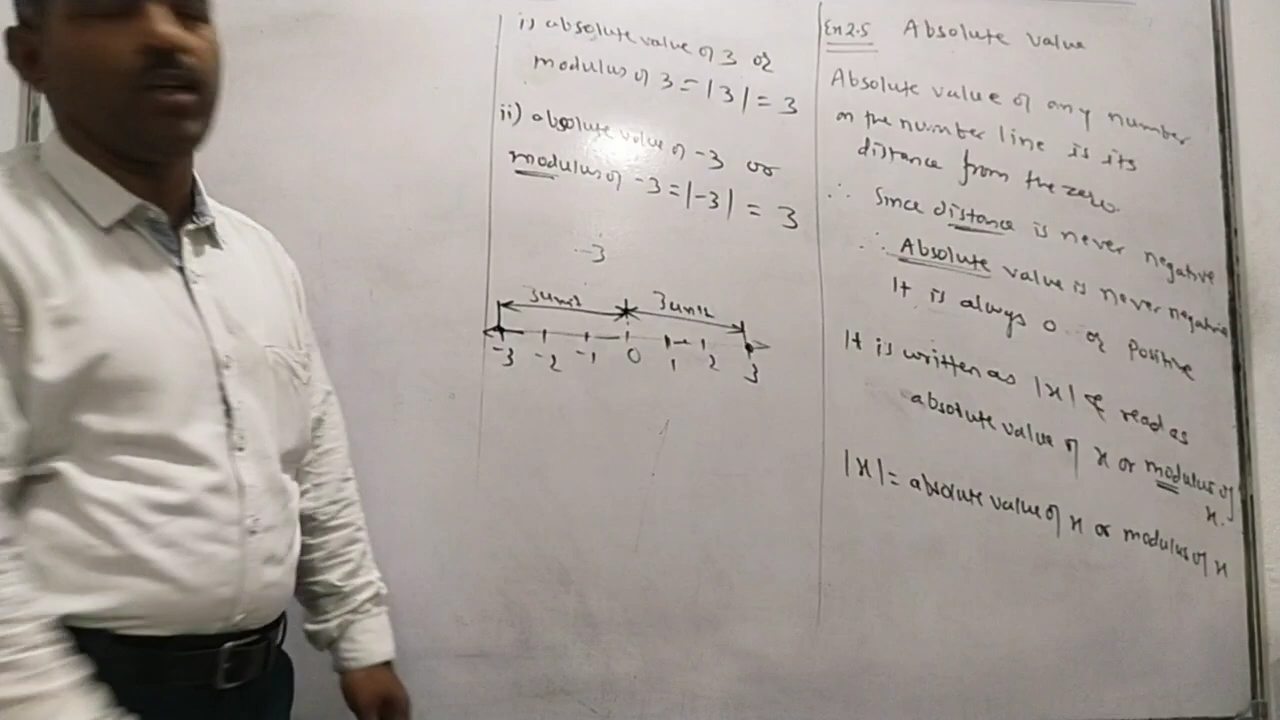 i) absolute value of 3 or
modulus of 3 = |3| = 3
ii) absolute value of -3 or
modulus of -3 = |-3| = 3
-3
3 units 3 units
-3 -2 -1 0 1 2 3
Ex 2.5 Absolute value
Absolute value of any number
on the number line is its
distance from the zero.
∴ Since distance is never negative
∴ Absolute value is never negative
It is always 0 or positive
It is written as |x| & read as
absolute value of x or modulus of
x.
|x| = absolute value of x or modulus of x